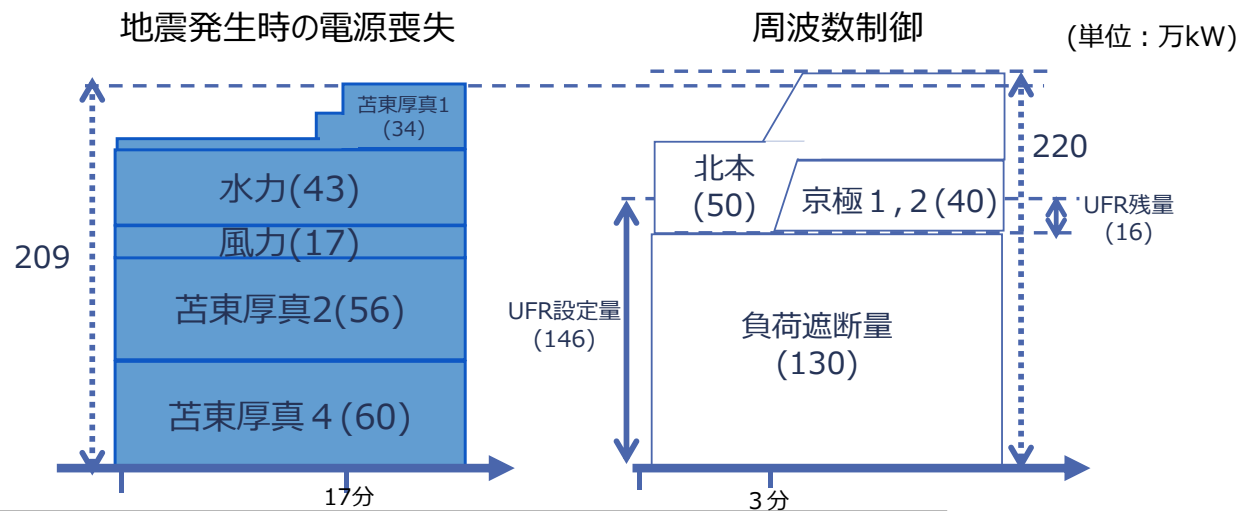 地震発生時の電源喪失
周波数制御
(単位：万kW)
苫東厚真1
(34)
水力(43)
風力(17)
苫東厚真2(56)
苫東厚真４(60)
209
17分
北本
(50)
京極１,２(40)
220
UFR残量
(16)
UFR設定量
(146)
負荷遮断量
(130)
３分